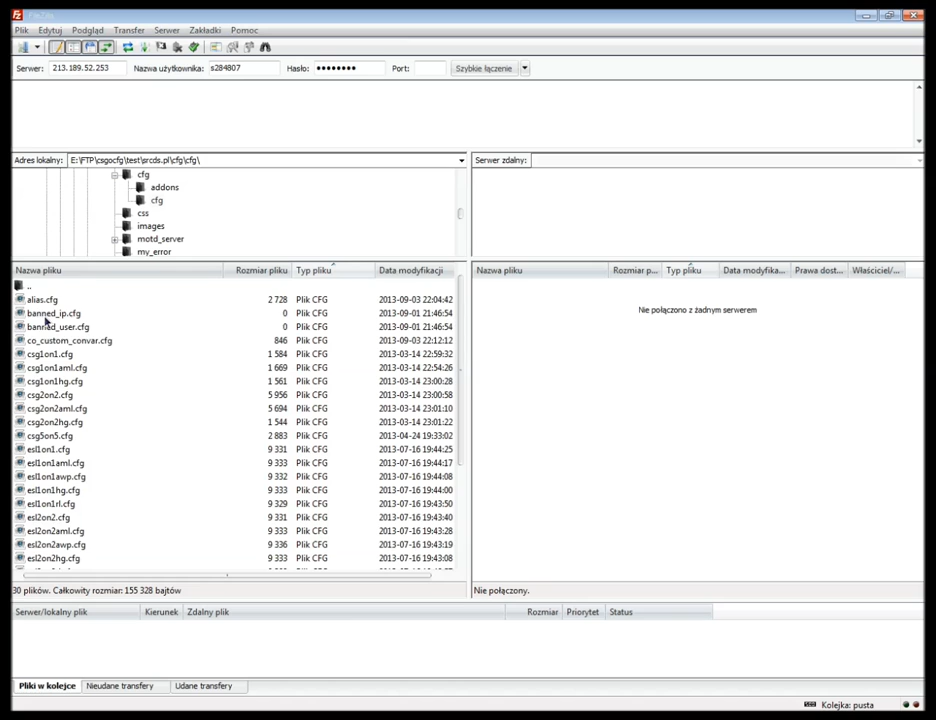 FileZilla
Plik Edytuj Podgląd Transfer Serwer Zakładki Pomoc
Serwer: 213.189.52.253 Nazwa użytkownika: s284807 Hasło: •••••••• Port: Szybkie łączenie
Adres lokalny: E:\FTP\csgocfg\test\srcds.pl\cfg\cfg\ Serwer zdalny:
cfg
addons
cfg
css
images
motd_server
my_error
Nazwa pliku Rozmiar pliku Typ pliku Data modyfikacji
Nazwa pliku Rozmiar p... Typ pliku Data modyfika... Prawa dost... Właściciel/...
..
alias.cfg 2 728 Plik CFG 2013-09-03 22:04:42
banned_ip.cfg 0 Plik CFG 2013-09-01 21:46:54
Nie połączono z żadnym serwerem
banned_user.cfg 0 Plik CFG 2013-09-01 21:46:54
co_custom_convar.cfg 846 Plik CFG 2013-09-03 22:12:12
csg1on1.cfg 1 584 Plik CFG 2013-03-14 22:59:32
csg1on1aml.cfg 1 669 Plik CFG 2013-03-14 22:54:26
csg1on1hg.cfg 1 561 Plik CFG 2013-03-14 23:00:28
csg2on2.cfg 5 956 Plik CFG 2013-03-14 23:00:58
csg2on2aml.cfg 5 694 Plik CFG 2013-03-14 23:01:10
csg2on2hg.cfg 1 544 Plik CFG 2013-03-14 23:01:22
csg5on5.cfg 2 883 Plik CFG 2013-04-24 19:33:02
esl1on1.cfg 9 331 Plik CFG 2013-07-16 19:44:25
esl1on1aml.cfg 9 333 Plik CFG 2013-07-16 19:44:17
esl1on1awp.cfg 9 332 Plik CFG 2013-07-16 19:44:08
esl1on1hg.cfg 9 333 Plik CFG 2013-07-16 19:44:00
esl1on1rl.cfg 9 329 Plik CFG 2013-07-16 19:43:50
esl2on2.cfg 9 331 Plik CFG 2013-07-16 19:43:40
esl2on2aml.cfg 9 333 Plik CFG 2013-07-16 19:43:28
esl2on2awp.cfg 9 336 Plik CFG 2013-07-16 19:43:19
esl2on2hg.cfg 9 333 Plik CFG 2013-07-16 19:43:08
30 plików. Całkowity rozmiar: 155 328 bajtów
Nie połączony.
Serwer/lokalny plik Kierunek Zdalny plik Rozmiar Priorytet Status
Pliki w kolejce Nieudane transfery Udane transfery
Kolejka: pusta